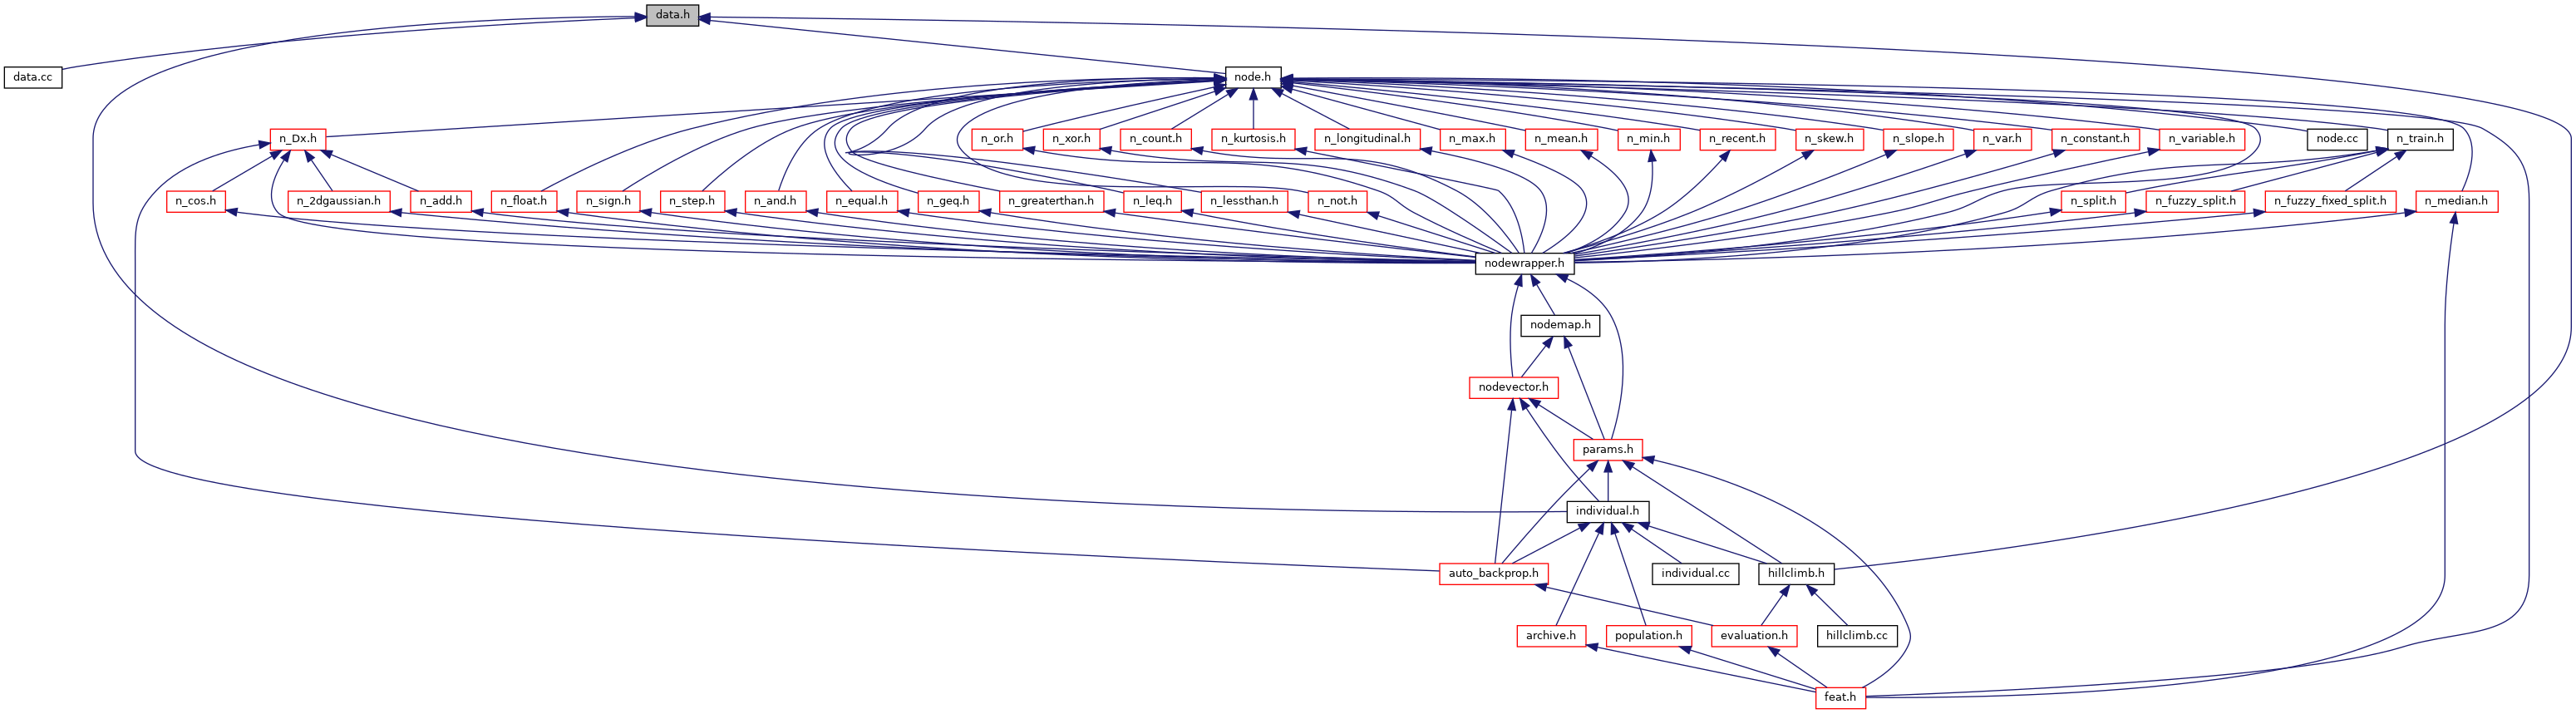 data.h
data.cc
node.h
n_Dx.h
n_or.h
n_xor.h
n_count.h
n_kurtosis.h
n_longitudinal.h
n_max.h
n_mean.h
n_min.h
n_recent.h
n_skew.h
n_slope.h
n_var.h
n_constant.h
n_variable.h
node.cc
n_train.h
n_cos.h
n_2dgaussian.h
n_add.h
n_float.h
n_sign.h
n_step.h
n_and.h
n_equal.h
n_geq.h
n_greaterthan.h
n_leq.h
n_lessthan.h
n_not.h
n_split.h
n_fuzzy_split.h
n_fuzzy_fixed_split.h
n_median.h
nodewrapper.h
nodemap.h
nodevector.h
params.h
individual.h
auto_backprop.h
individual.cc
hillclimb.h
archive.h
population.h
evaluation.h
hillclimb.cc
feat.h